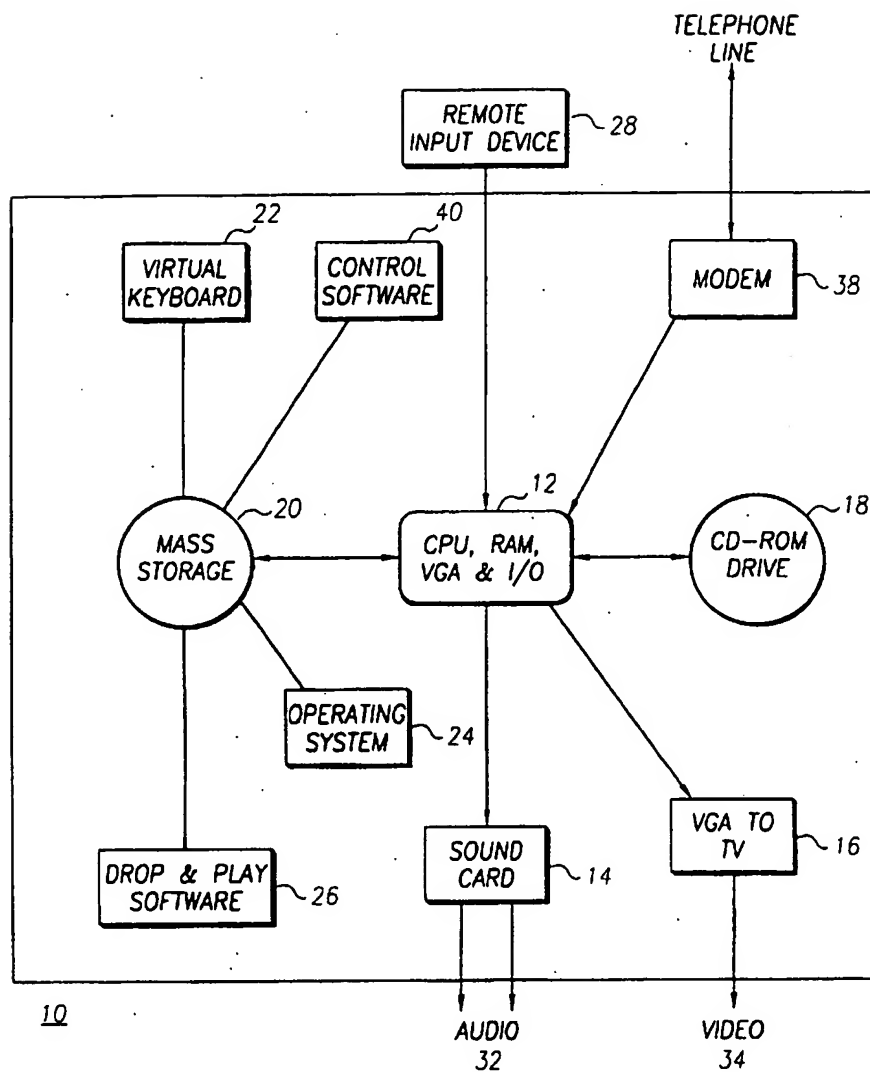 TELEPHONE
LINE
REMOTE
INPUT DEVICE
28
22
40
VIRTUAL
KEYBOARD
CONTROL
SOFTWARE
MODEM
38
12
20
18
MASS
STORAGE
CPU, RAM,
VGA & I/O
CD-ROM
DRIVE
OPERATING
SYSTEM
24
VGA TO
TV
16
DROP & PLAY
SOFTWARE
26
SOUND
CARD
14
10
AUDIO
32
VIDEO
34